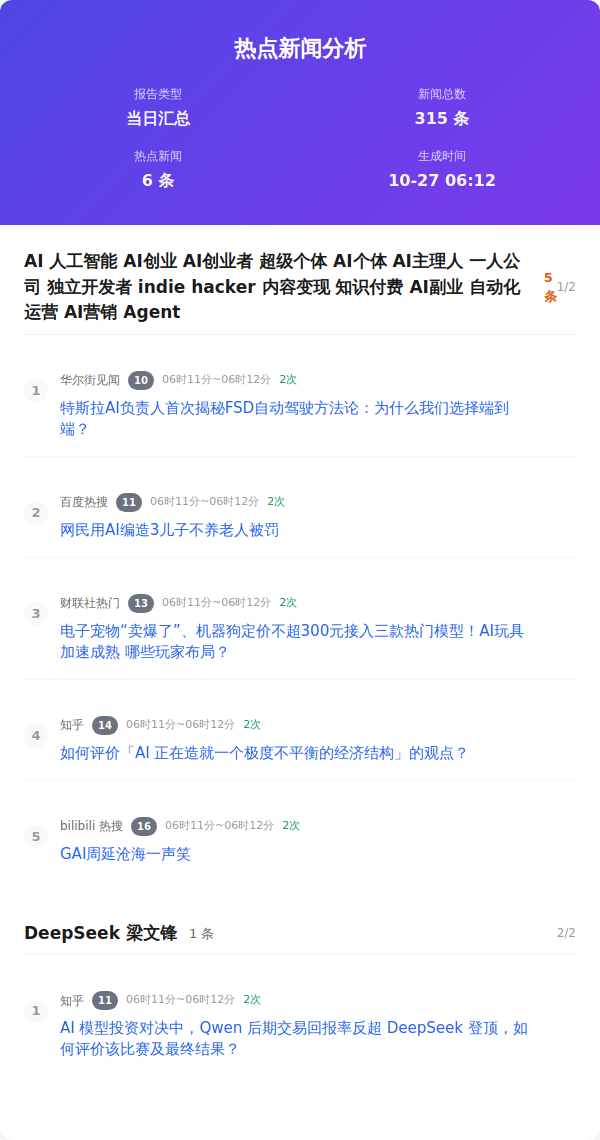 热点新闻分析
报告类型
新闻总数
当日汇总
315 条
热点新闻
生成时间
6 条
10-27 06:12
AI 人工智能 AI创业 AI创业者 超级个体 AI个体 AI主理人 一人公
司 独立开发者 indie hacker 内容变现 知识付费 AI副业 自动化
运营 AI营销 Agent
5
条
1/2
1
华尔街见闻 10 06时11分~06时12分 2次
特斯拉AI负责人首次揭秘FSD自动驾驶方法论：为什么我们选择端到
端？
2
百度热搜 11 06时11分~06时12分 2次
网民用AI编造3儿子不养老人被罚
3
财联社热门 13 06时11分~06时12分 2次
电子宠物“卖爆了”、机器狗定价不超300元接入三款热门模型！AI玩具
加速成熟 哪些玩家布局？
4
知乎 14 06时11分~06时12分 2次
如何评价「AI 正在造就一个极度不平衡的经济结构」的观点？
5
bilibili 热搜 16 06时11分~06时12分 2次
GAI周延沧海一声笑
DeepSeek 梁文锋 1 条 2/2
1
知乎 11 06时11分~06时12分 2次
AI 模型投资对决中，Qwen 后期交易回报率反超 DeepSeek 登顶，如
何评价该比赛及最终结果？